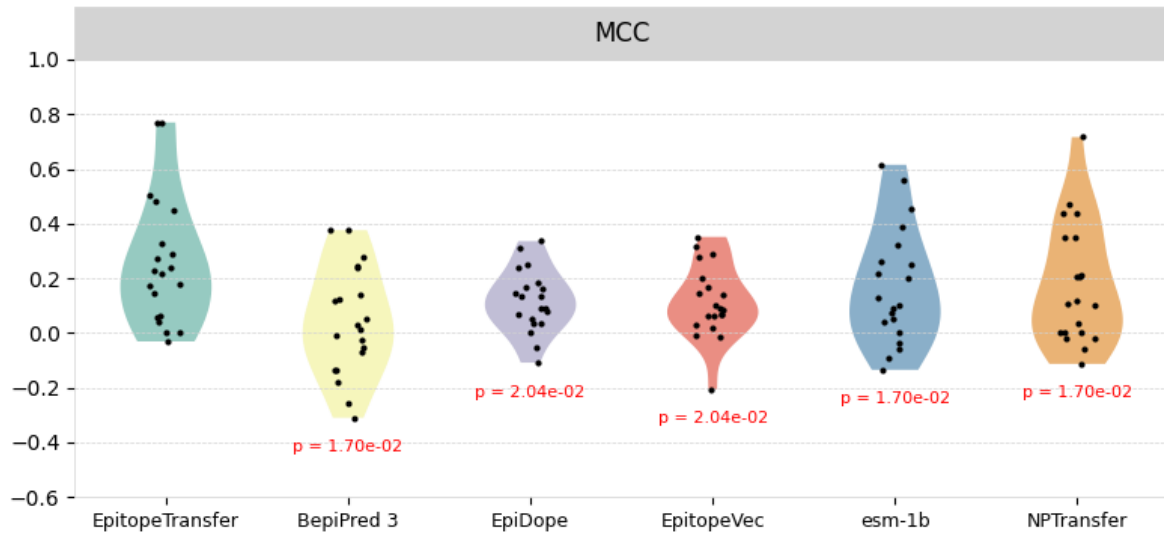 MCC
1.0
0.8
0.6
0.4
0.2
0.0
−0.2
−0.4
−0.6
p = 1.70e-02
p = 2.04e-02
p = 2.04e-02
p = 1.70e-02
p = 1.70e-02
EpitopeTransfer
BepiPred 3
EpiDope
EpitopeVec
esm-1b
NPTransfer